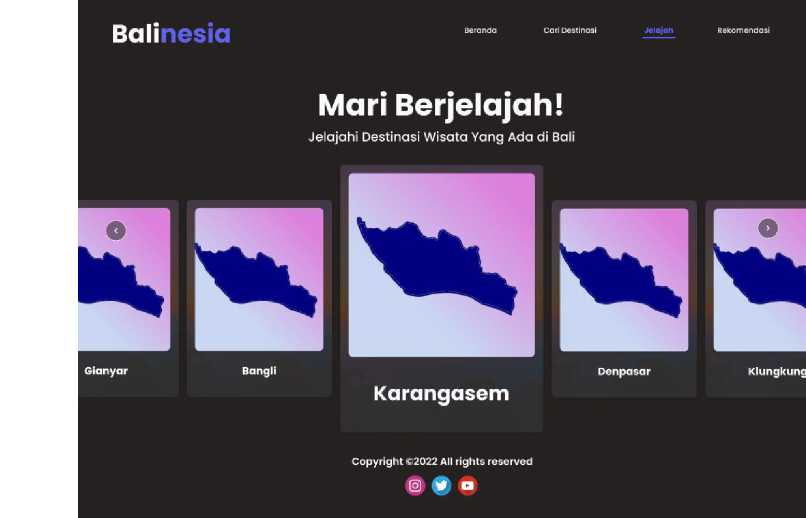 Balinesia
Beranda
Cari Destinasi
Jelajah
Rekomendasi
Mari Berjelajah!
Jelajahi Destinasi Wisata Yang Ada di Bali
Gianyar
Bangli
Karangasem
Denpasar
Klungkung
Copyright ©2022 All rights reserved